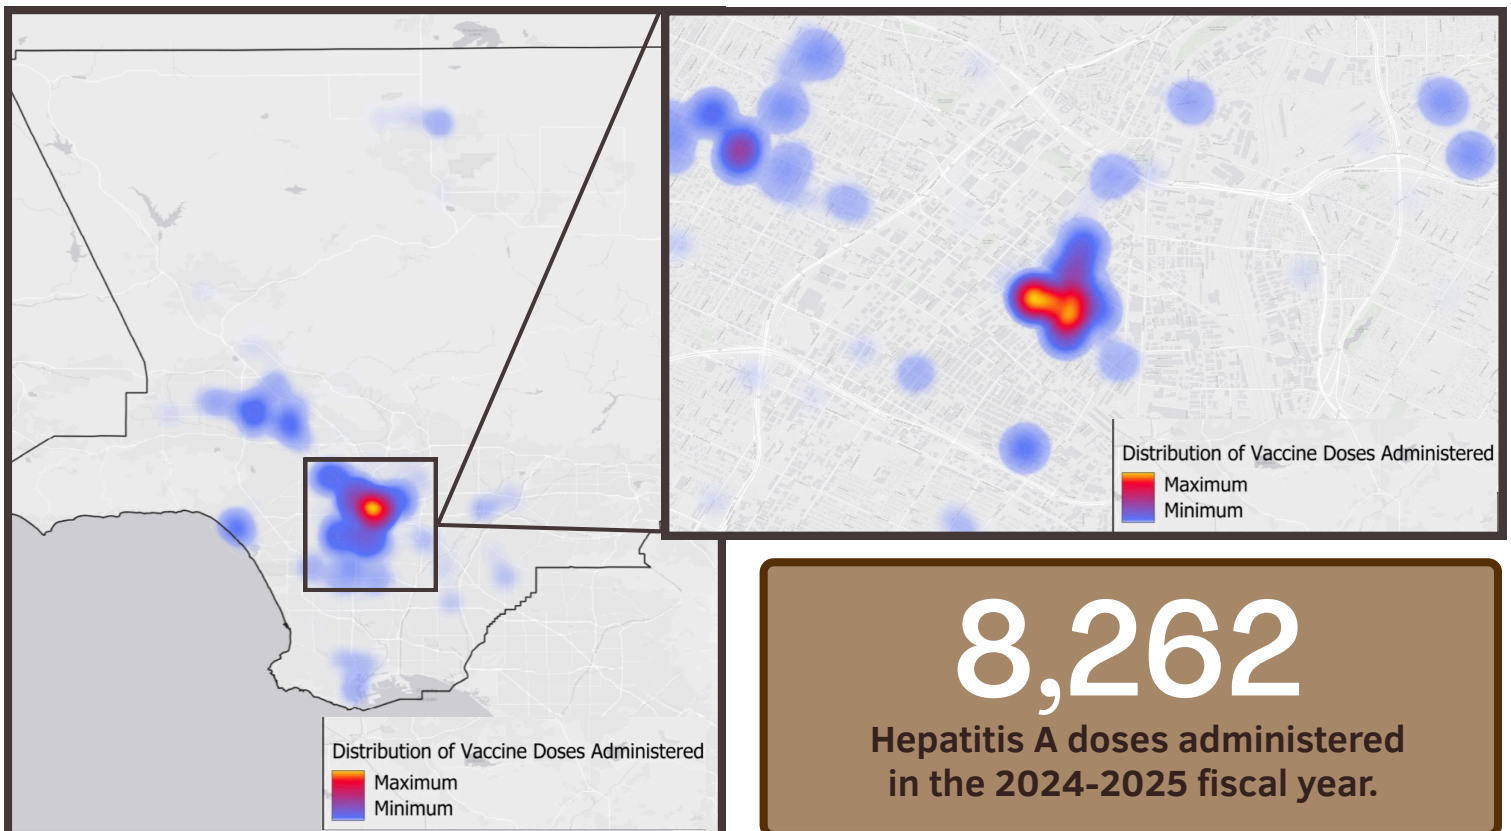 Distribution of Vaccine Doses Administered
Maximum
Minimum
Distribution of Vaccine Doses Administered
Maximum
Minimum
8,262
Hepatitis A doses administered
in the 2024-2025 fiscal year.